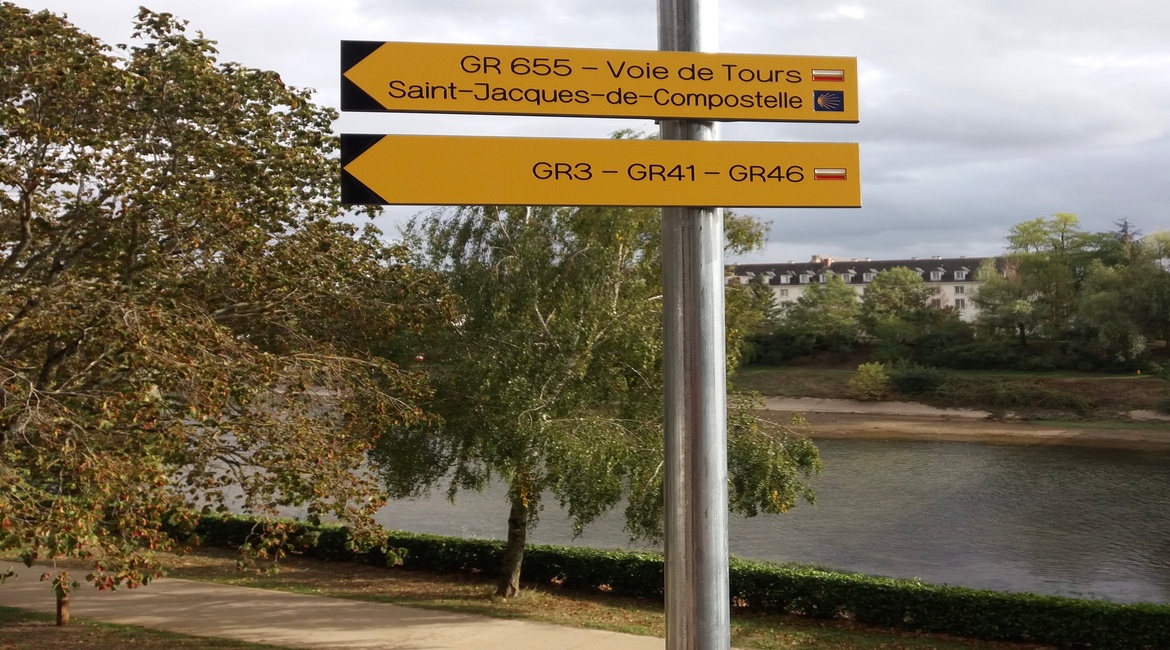 GR 655 – Voie de Tours
Saint-Jacques-de-Compostelle
GR3 – GR41 – GR46